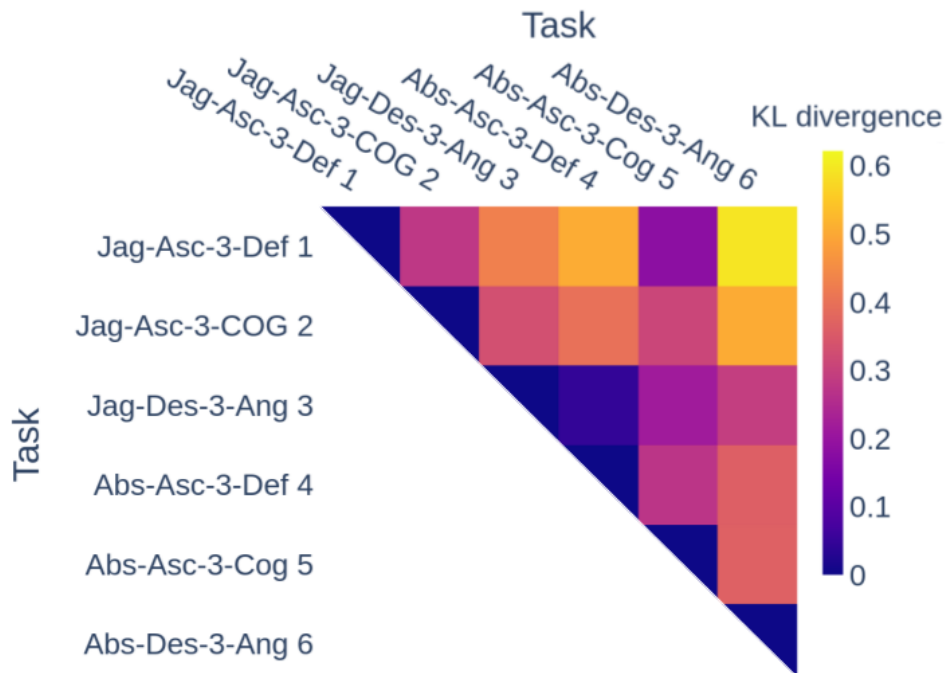 Task
Jag-Asc-3-Def 1
Jag-Asc-3-COG 2
Jag-Des-3-Ang 3
Abs-Asc-3-Def 4
Abs-Asc-3-Cog 5
Abs-Des-3-Ang 6
KL divergence
0.6
0.5
0.4
0.3
0.2
0.1
0
Task
Jag-Asc-3-Def 1
Jag-Asc-3-COG 2
Jag-Des-3-Ang 3
Abs-Asc-3-Def 4
Abs-Asc-3-Cog 5
Abs-Des-3-Ang 6